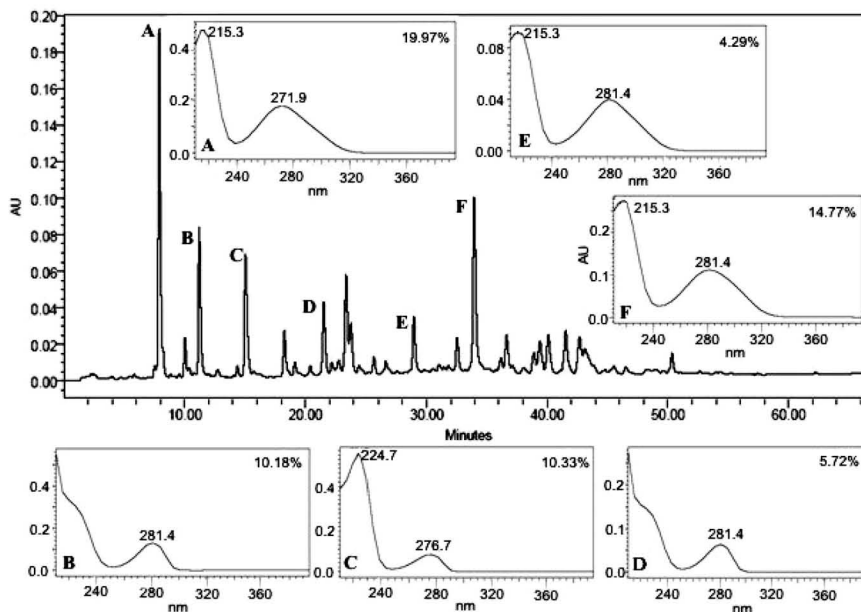 0.20
0.18
0.16
0.14
0.12
0.10
0.08
0.06
0.04
0.02
0.00
AU
10.00 20.00 30.00 40.00 50.00 60.00
Minutes
A
B
C
D
E
F
215.3 19.97%
0.4
271.9
0.2
A
0.0
240 280 320 360
nm
215.3 4.29%
0.08
281.4
0.04
E
0.00
240 280 320 360
nm
215.3 14.77%
0.2
AU
281.4
0.1
F
0.0
240 280 320 360
nm
10.18%
0.4
0.2
281.4
B
0.0
240 280 320 360
nm
224.7 10.33%
0.4
0.2
276.7
C
0.0
240 280 320 360
nm
5.72%
0.2
0.1
281.4
D
0.0
240 280 320 360
nm